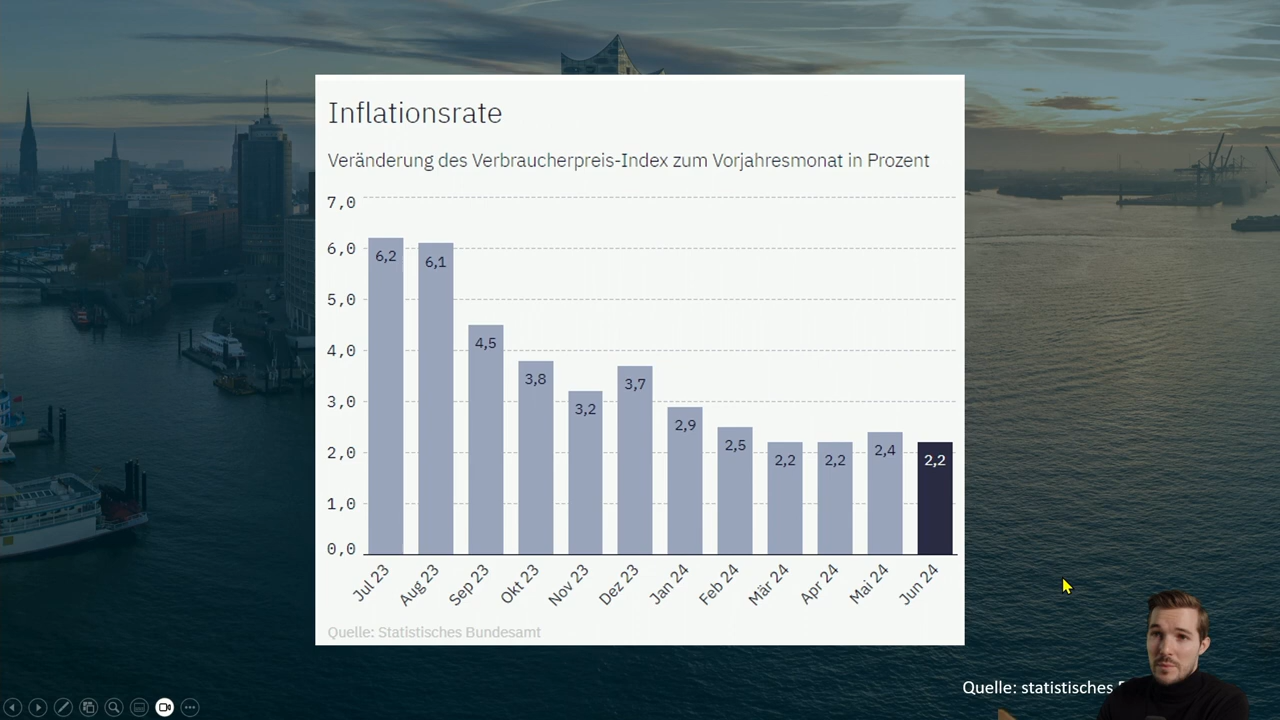 Inflationsrate
Veränderung des Verbraucherpreis-Index zum Vorjahresmonat in Prozent
7,0
6,0
5,0
4,0
3,0
2,0
1,0
0,0
6,2
6,1
4,5
3,8
3,2
3,7
2,9
2,5
2,2
2,2
2,4
2,2
Jul 23
Aug 23
Sep 23
Okt 23
Nov 23
Dez 23
Jan 24
Feb 24
Mär 24
Apr 24
Mai 24
Jun 24
Quelle: Statistisches Bundesamt
Quelle: statistisches